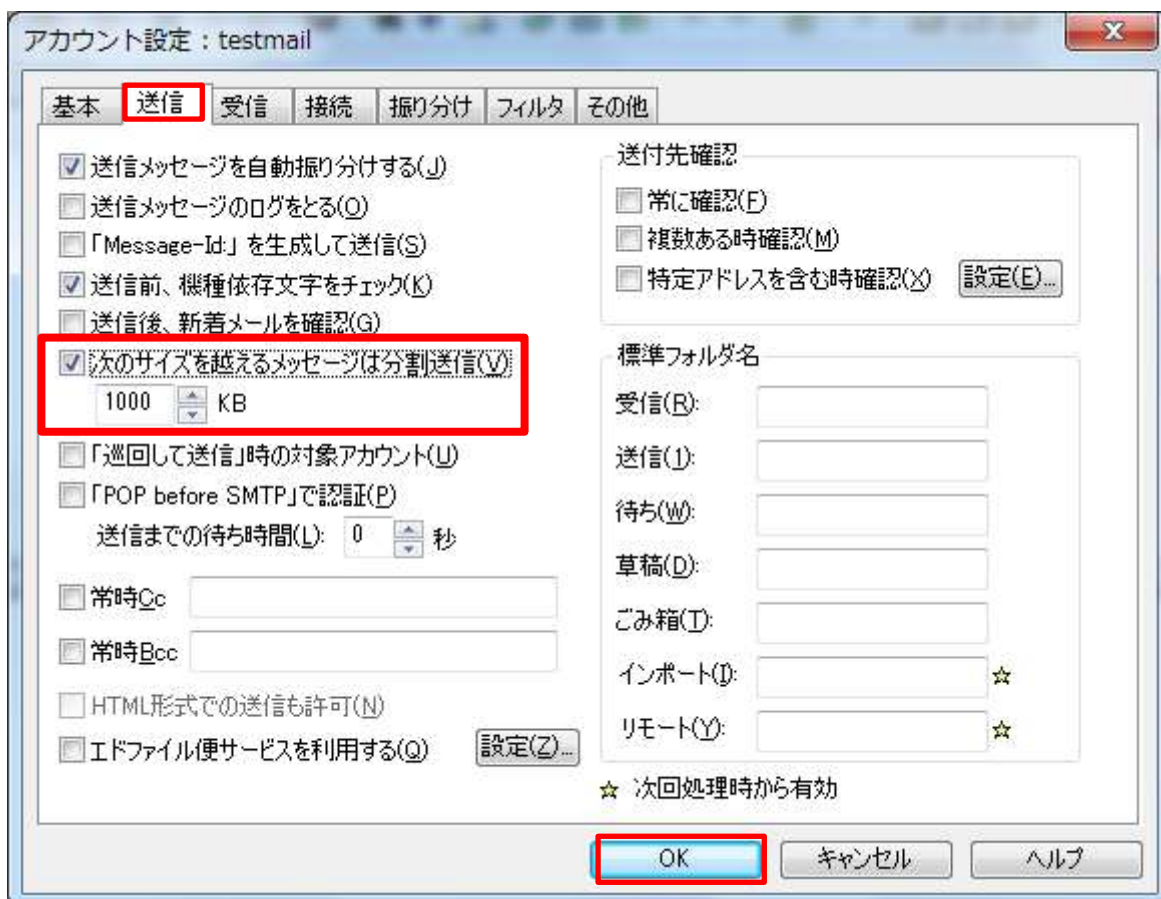 アカウント設定：testmail
基本 送信 受信 接続 振り分け フィルタ その他
送信メッセージを自動振り分けする(J)
送信メッセージのログをとる(O)
「Message-Id:」を生成して送信(S)
送信前、機種依存文字をチェック(K)
送信後、新着メールを確認(G)
次のサイズを越えるメッセージは分割送信(V)
1000 KB
「巡回して送信」時の対象アカウント(U)
「POP before SMTP」で認証(P)
送信までの待ち時間(L): 0 秒
常時Cc
常時Bcc
HTML形式での送信も許可(N)
エドファイル便サービスを利用する(Q) 設定(Z)...
送付先確認
常に確認(F)
複数ある時確認(M)
特定アドレスを含む時確認(X) 設定(E)...
標準フォルダ名
受信(R):
送信(1):
待ち(W):
草稿(D):
ごみ箱(T):
インポート(I): ☆
リモート(Y): ☆
☆ 次回処理時から有効
OK キャンセル ヘルプ